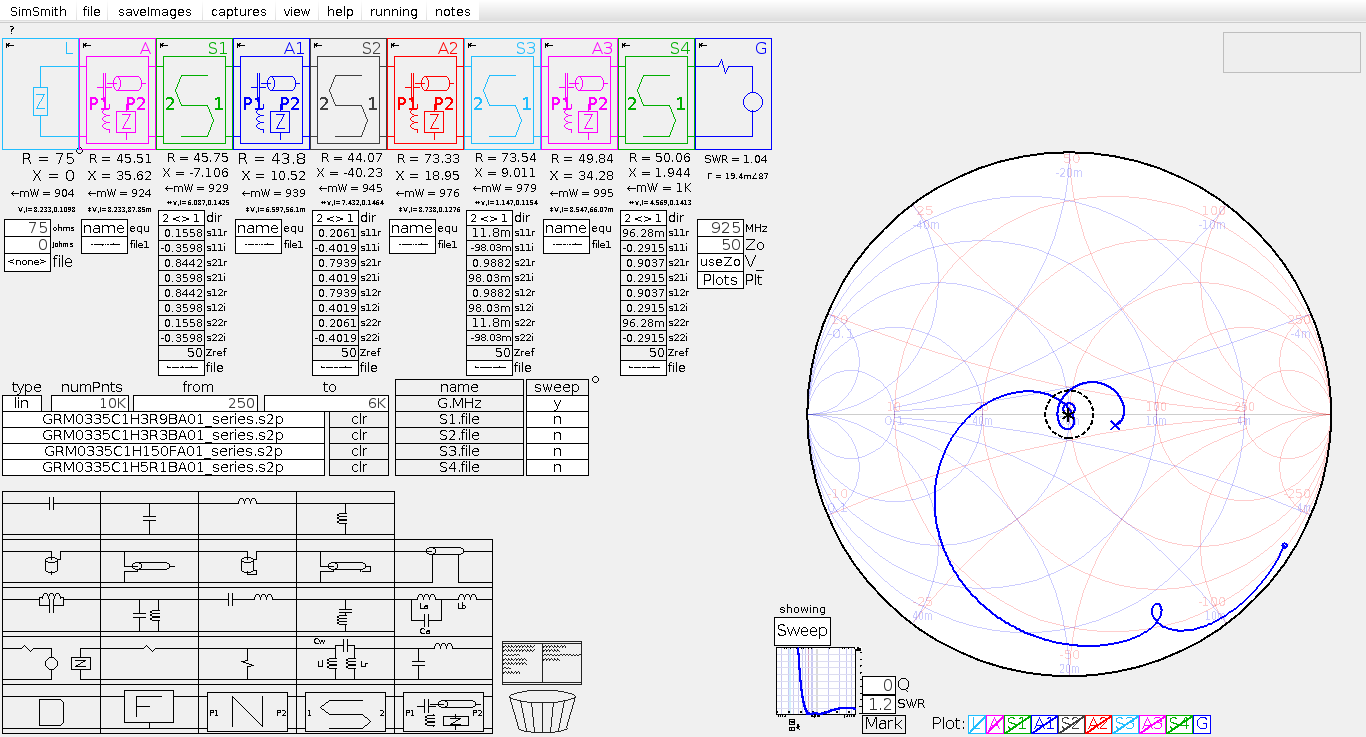 SimSmith file saveImages captures view help running notes
?
L A S1 A1 S2 A2 S3 A3 S4 G
P1 P2 2 1 P1 P2 2 1 P1 P2 2 1 P1 P2 2 1
Z Z Z Z Z
R = 75 R = 45.51 R = 45.75 R = 43.8 R = 44.07 R = 73.33 R = 73.54 R = 49.84 R = 50.06 SWR = 1.04
X = 0 X = 35.62 X = -7.106 X = 10.52 X = -40.23 X = 18.95 X = 9.011 X = 34.28 X = 1.944 Γ = 19.4m∠87
←mW = 904 ←mW = 924 ←mW = 929 ←mW = 939 ←mW = 945 ←mW = 976 ←mW = 979 ←mW = 995 ←mW = 1K
V,I= 8.233,0.1098 +V,I= 8.233,87.85m +V,I= 6.087,0.1425 +V,I= 6.597,56.1m +V,I= 7.432,0.1464 +V,I= 8.738,0.1276 +V,I= 1.147,0.1154 +V,I= 8.547,66.07m +V,I= 4.569,0.1413
75 ohms name equ 2 <> 1 dir name equ 2 <> 1 dir name equ 2 <> 1 dir name equ 2 <> 1 dir 925 MHz
0 johms file1 0.1558 s11r file1 0.2061 s11r file1 11.8m s11r file1 96.28m s11r 50 Zo
<none> file -0.3598 s11i -0.4019 s11i -98.03m s11i -0.2915 s11i useZo V_
0.8442 s21r 0.7939 s21r 0.9882 s21r 0.9037 s21r Plots Plt
0.3598 s21i 0.4019 s21i 98.03m s21i 0.2915 s21i
0.8442 s12r 0.7939 s12r 0.9882 s12r 0.9037 s12r
0.3598 s12i 0.4019 s12i 98.03m s12i 0.2915 s12i
0.1558 s22r 0.2061 s22r 11.8m s22r 96.28m s22r
-0.3598 s22i -0.4019 s22i -98.03m s22i -0.2915 s22i
50 Zref 50 Zref 50 Zref 50 Zref
file file file file
type numPnts from to name sweep
lin 10K 250 6K G.MHz y
GRM0335C1H3R9BA01_series.s2p clr S1.file n
GRM0335C1H3R3BA01_series.s2p clr S2.file n
GRM0335C1H150FA01_series.s2p clr S3.file n
GRM0335C1H5R1BA01_series.s2p clr S4.file n
La Lb
Ca
Cw
Ll Lr
Z
D F P1 N P2 1 S 2 P1 P2
Z
50
-20m
25
-40m
-100
-10m
10
-0.1
-250
-4m
10
0.1
40m
100
10m
250
4m
-10
0.1
-250
4m
-25
40m
-100
10m
-50
20m
showing
Sweep
0 Q
1.2 SWR
Mark
Plot: L A S1 A1 S2 A2 S3 A3 S4 G